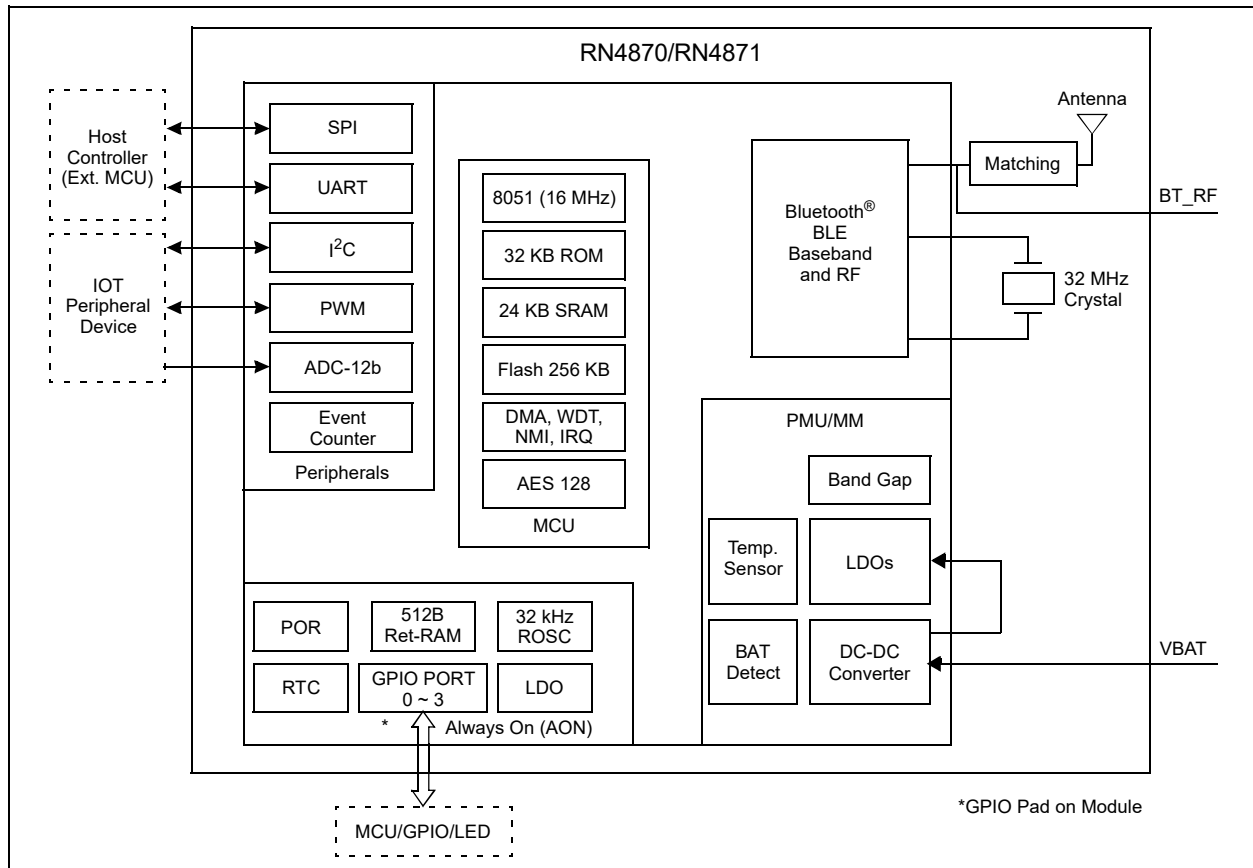 RN4870/RN4871
Host
Controller
(Ext. MCU)
IOT
Peripheral
Device
SPI
UART
I²C
PWM
ADC-12b
Event
Counter
Peripherals
8051 (16 MHz)
32 KB ROM
24 KB SRAM
Flash 256 KB
DMA, WDT,
NMI, IRQ
AES 128
MCU
Bluetooth®
BLE
Baseband
and RF
Antenna
Matching
BT_RF
32 MHz
Crystal
PMU/MM
Band Gap
Temp.
Sensor
LDOs
BAT
Detect
DC-DC
Converter
VBAT
POR
512B
Ret-RAM
32 kHz
ROSC
RTC
GPIO PORT
0 ~ 3
LDO
*
Always On (AON)
MCU/GPIO/LED
*GPIO Pad on Module